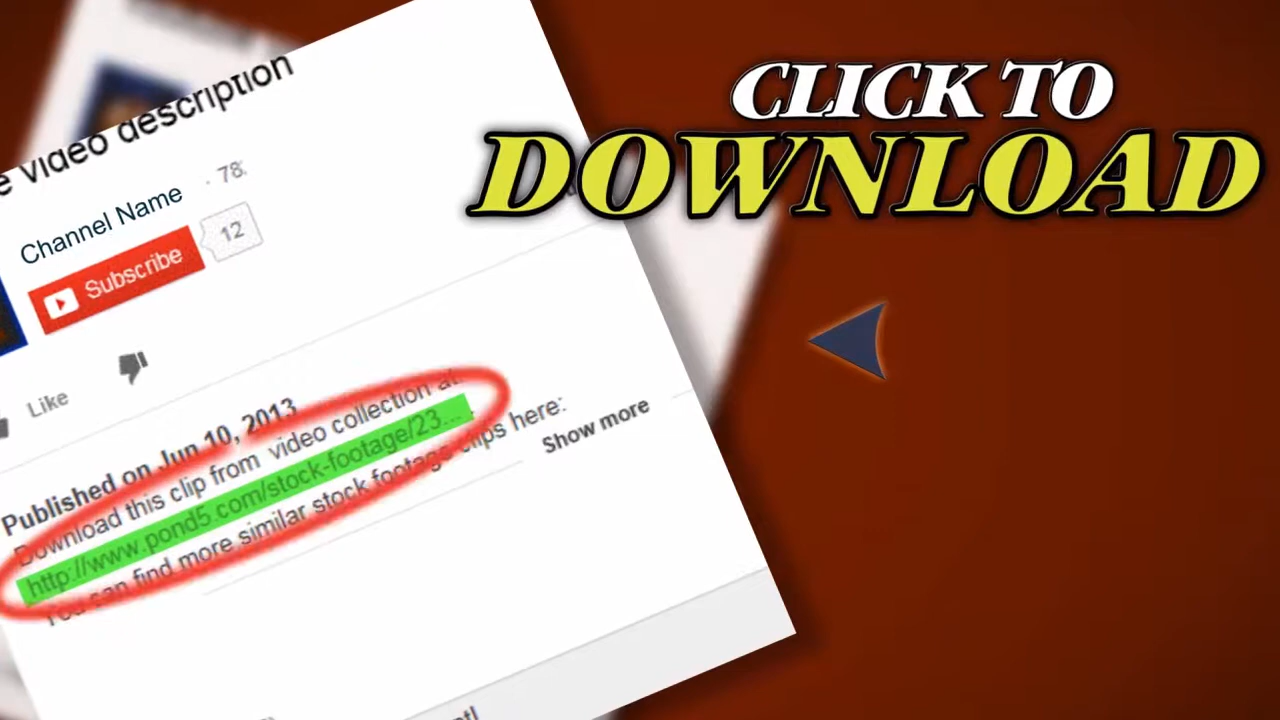 CLICK TO
DOWNLOAD
video description
Channel Name
78
Subscribe
12
Like
Published on Jun 10, 2013
Download this clip from video collection at
http://www.pond5.com/stock-footage/23...
You can find more similar stock footage clips here:
Show more